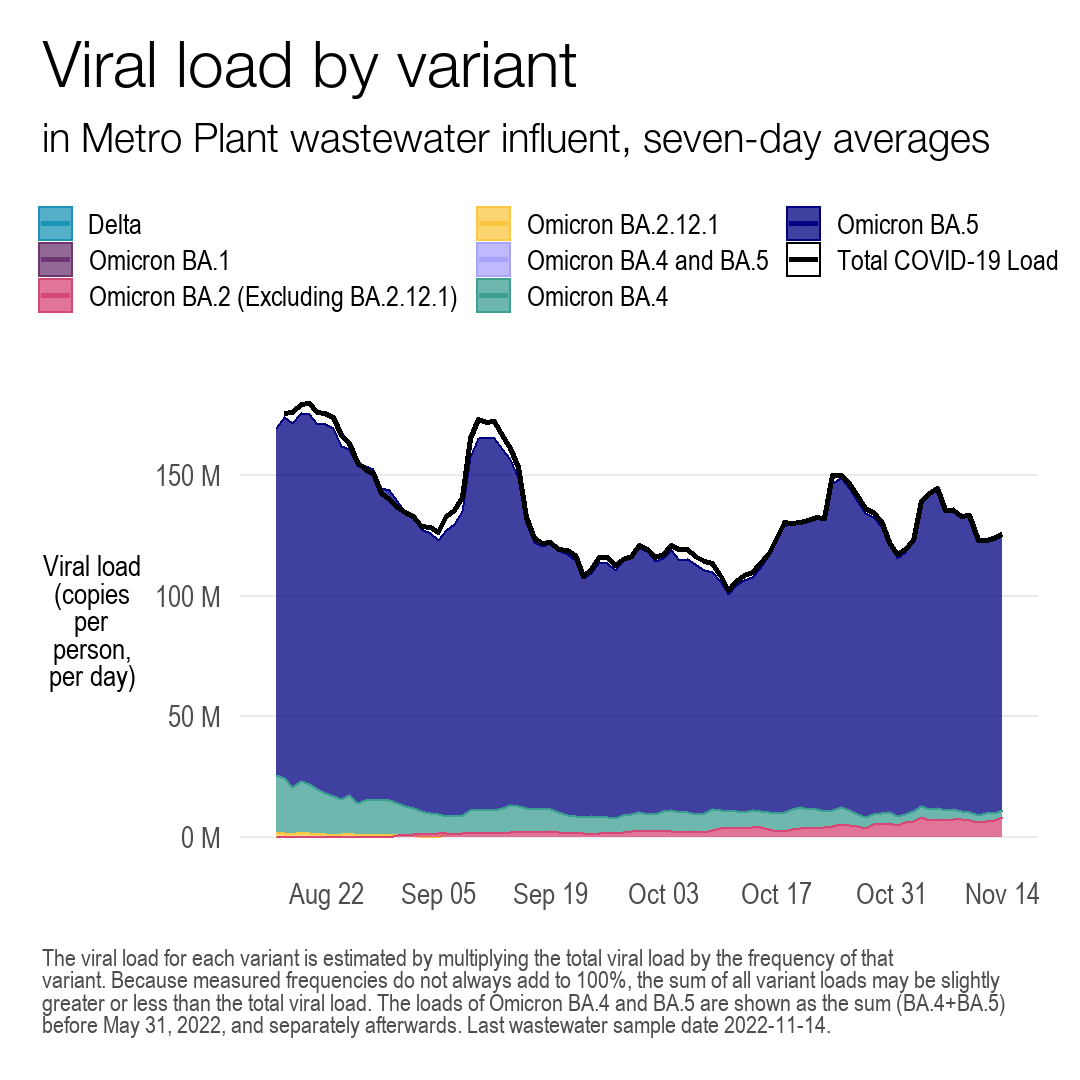 Viral load by variant
in Metro Plant wastewater influent, seven-day averages
Delta
Omicron BA.1
Omicron BA.2 (Excluding BA.2.12.1)
Omicron BA.2.12.1
Omicron BA.4 and BA.5
Omicron BA.4
Omicron BA.5
Total COVID-19 Load
150 M
100 M
50 M
0 M
Viral load
(copies
per
person,
per day)
Aug 22
Sep 05
Sep 19
Oct 03
Oct 17
Oct 31
Nov 14
The viral load for each variant is estimated by multiplying the total viral load by the frequency of that
variant. Because measured frequencies do not always add to 100%, the sum of all variant loads may be slightly
greater or less than the total viral load. The loads of Omicron BA.4 and BA.5 are shown as the sum (BA.4+BA.5)
before May 31, 2022, and separately afterwards. Last wastewater sample date 2022-11-14.